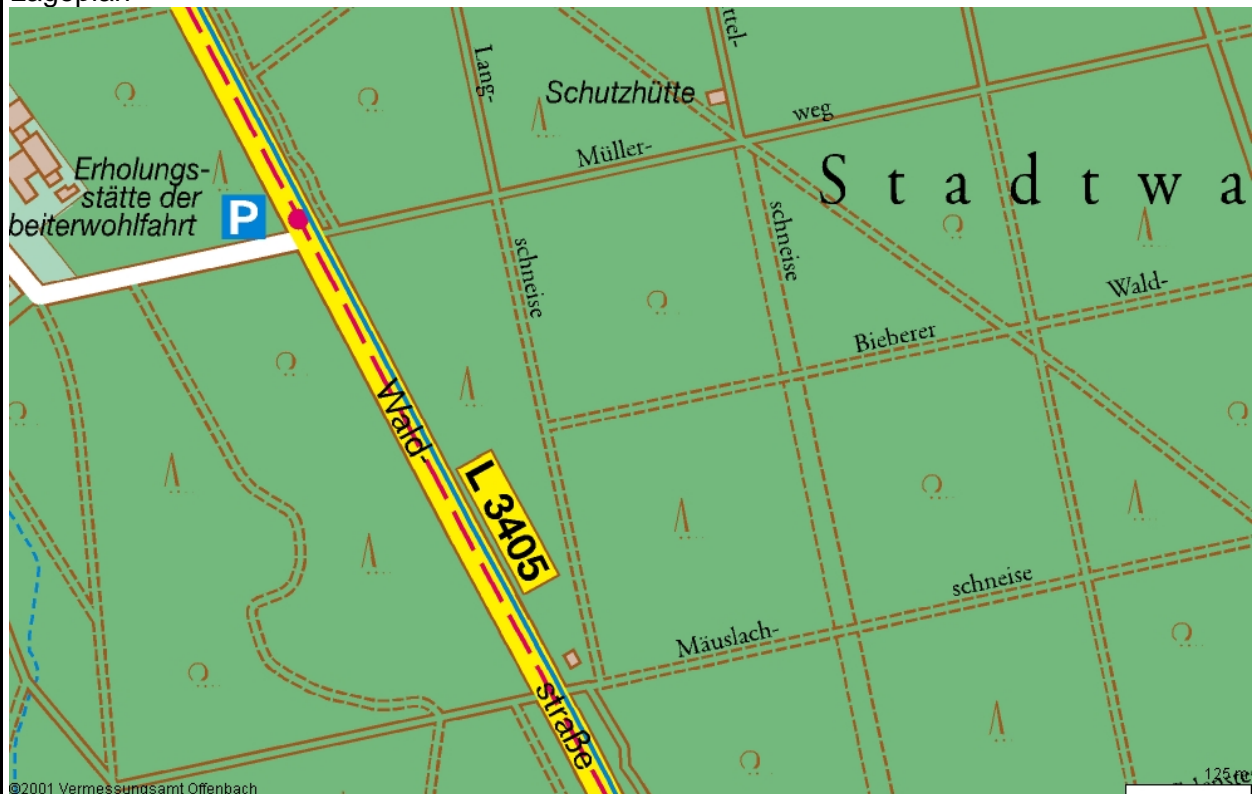 Lang-
Schutzhütte
weg
Müller-
Erholungs-
stätte der
beiterwohlfahrt
P
Stadtwa
schneise
schneise
Wald-
Bieberer
Wald-
L 3405
schneise
Mäuslach-
straße
©2001 Vermessungsamt Offenbach